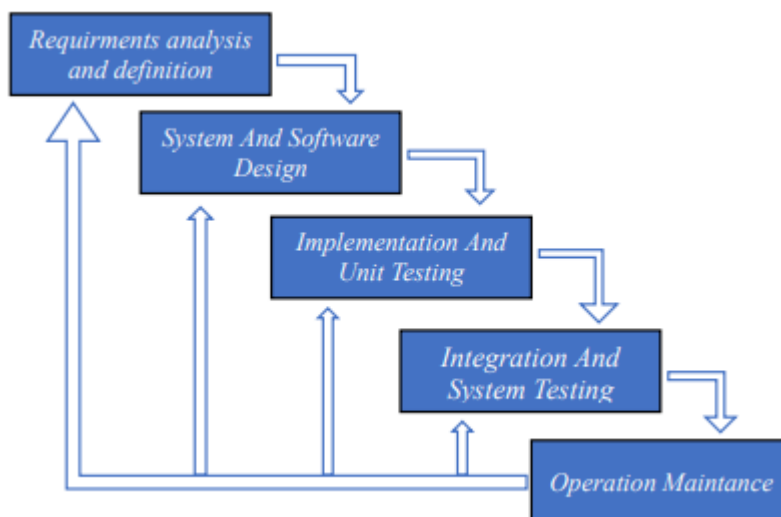 Requirments analysis
and definition
System And Software
Design
Implementation And
Unit Testing
Integration And
System Testing
Operation Maintance